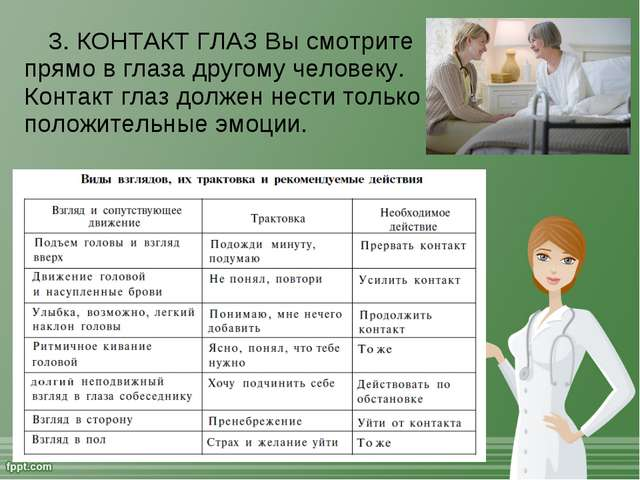 3. КОНТАКТ ГЛАЗ Вы смотрите
прямо в глаза другому человеку.
Контакт глаз должен нести только
положительные эмоции.
Виды взглядов, их трактовка и рекомендуемые действия
Взгляд и сопутствующее
движение
Трактовка
Необходимое
действие
Подъем головы и взгляд
вверх
Подожди минуту,
подумаю
Прервать контакт
Движение головой
и насупленные брови
Не понял, повтори
Усилить контакт
Улыбка, возможно, легкий
наклон головы
Понимаю, мне нечего
добавить
Продолжить
контакт
Ритмичное кивание
головой
Ясно, понял, что тебе
нужно
То же
долгий неподвижный
взгляд в глаза собеседнику
Хочу подчинить себе
Действовать по
обстановке
Взгляд в сторону
Пренебрежение
Уйти от контакта
Взгляд в пол
Страх и желание уйти
То же
fppt.com